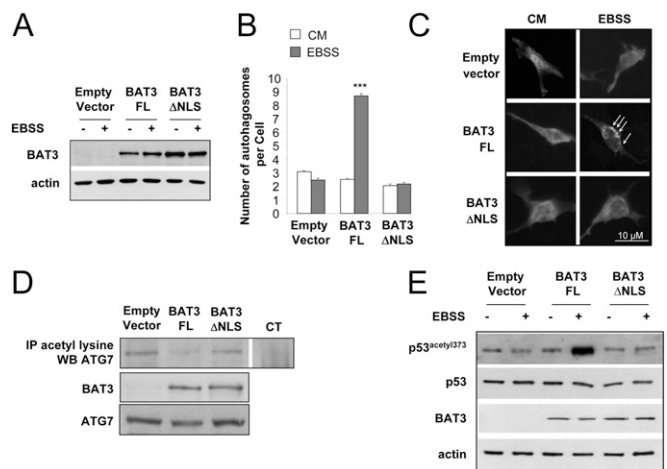 A
Empty Vector
BAT3 FL
BAT3 ΔNLS
EBSS - + - + - +
BAT3
actin
B
CM
EBSS
Number of autohagosomes per Cell
10
9
8
7
6
5
4
3
2
1
0
***
Empty Vector
BAT3 FL
BAT3 ΔNLS
C
CM EBSS
Empty vector
BAT3 FL
BAT3 ΔNLS
10 µM
D
Empty Vector
BAT3 FL
BAT3 ΔNLS
CT
IP acetyl lysine
WB ATG7
BAT3
ATG7
E
Empty Vector
BAT3 FL
BAT3 ΔNLS
EBSS - + - + - +
p53acetyl373
p53
BAT3
actin